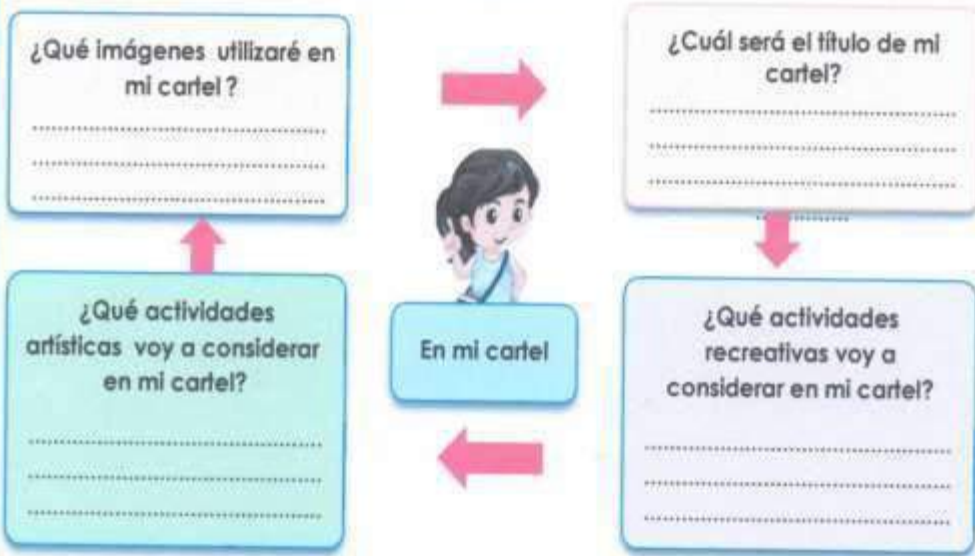 ¿Qué imágenes utilizaré en
mi cartel ?
......................................................
......................................................
......................................................
¿Cuál será el título de mi
cartel?
......................................................
......................................................
......................................................
.................
¿Qué actividades
artísticas voy a considerar
en mi cartel?
......................................................
......................................................
......................................................
En mi cartel
¿Qué actividades
recreativas voy a
considerar en mi cartel?
......................................................
......................................................
......................................................